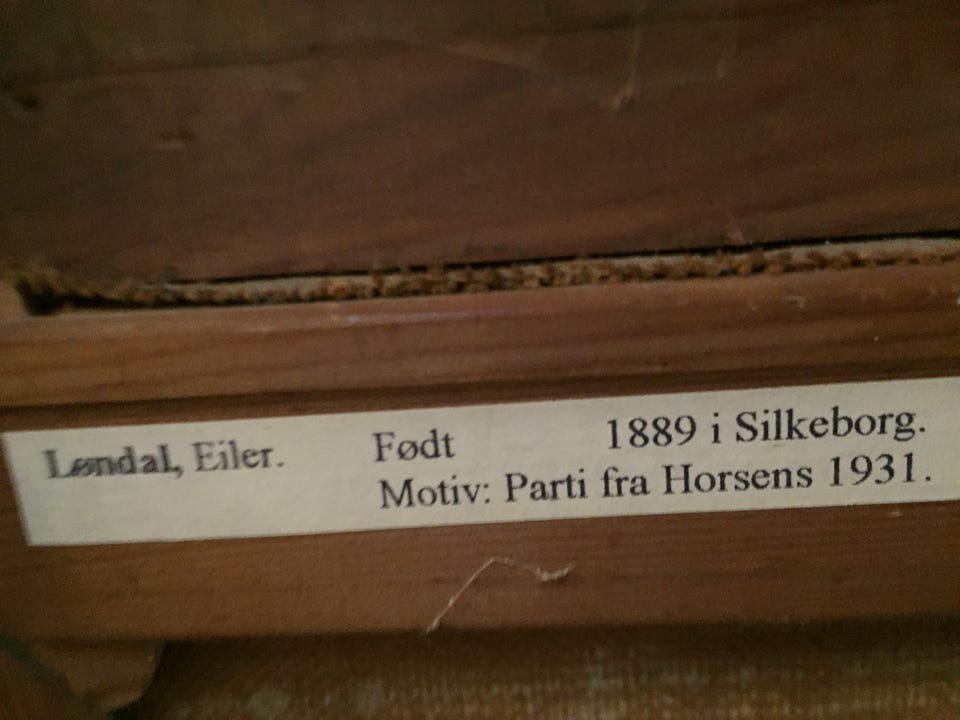 Løndal, Eiler. Født 1889 i Silkeborg.
Motiv: Parti fra Horsens 1931.